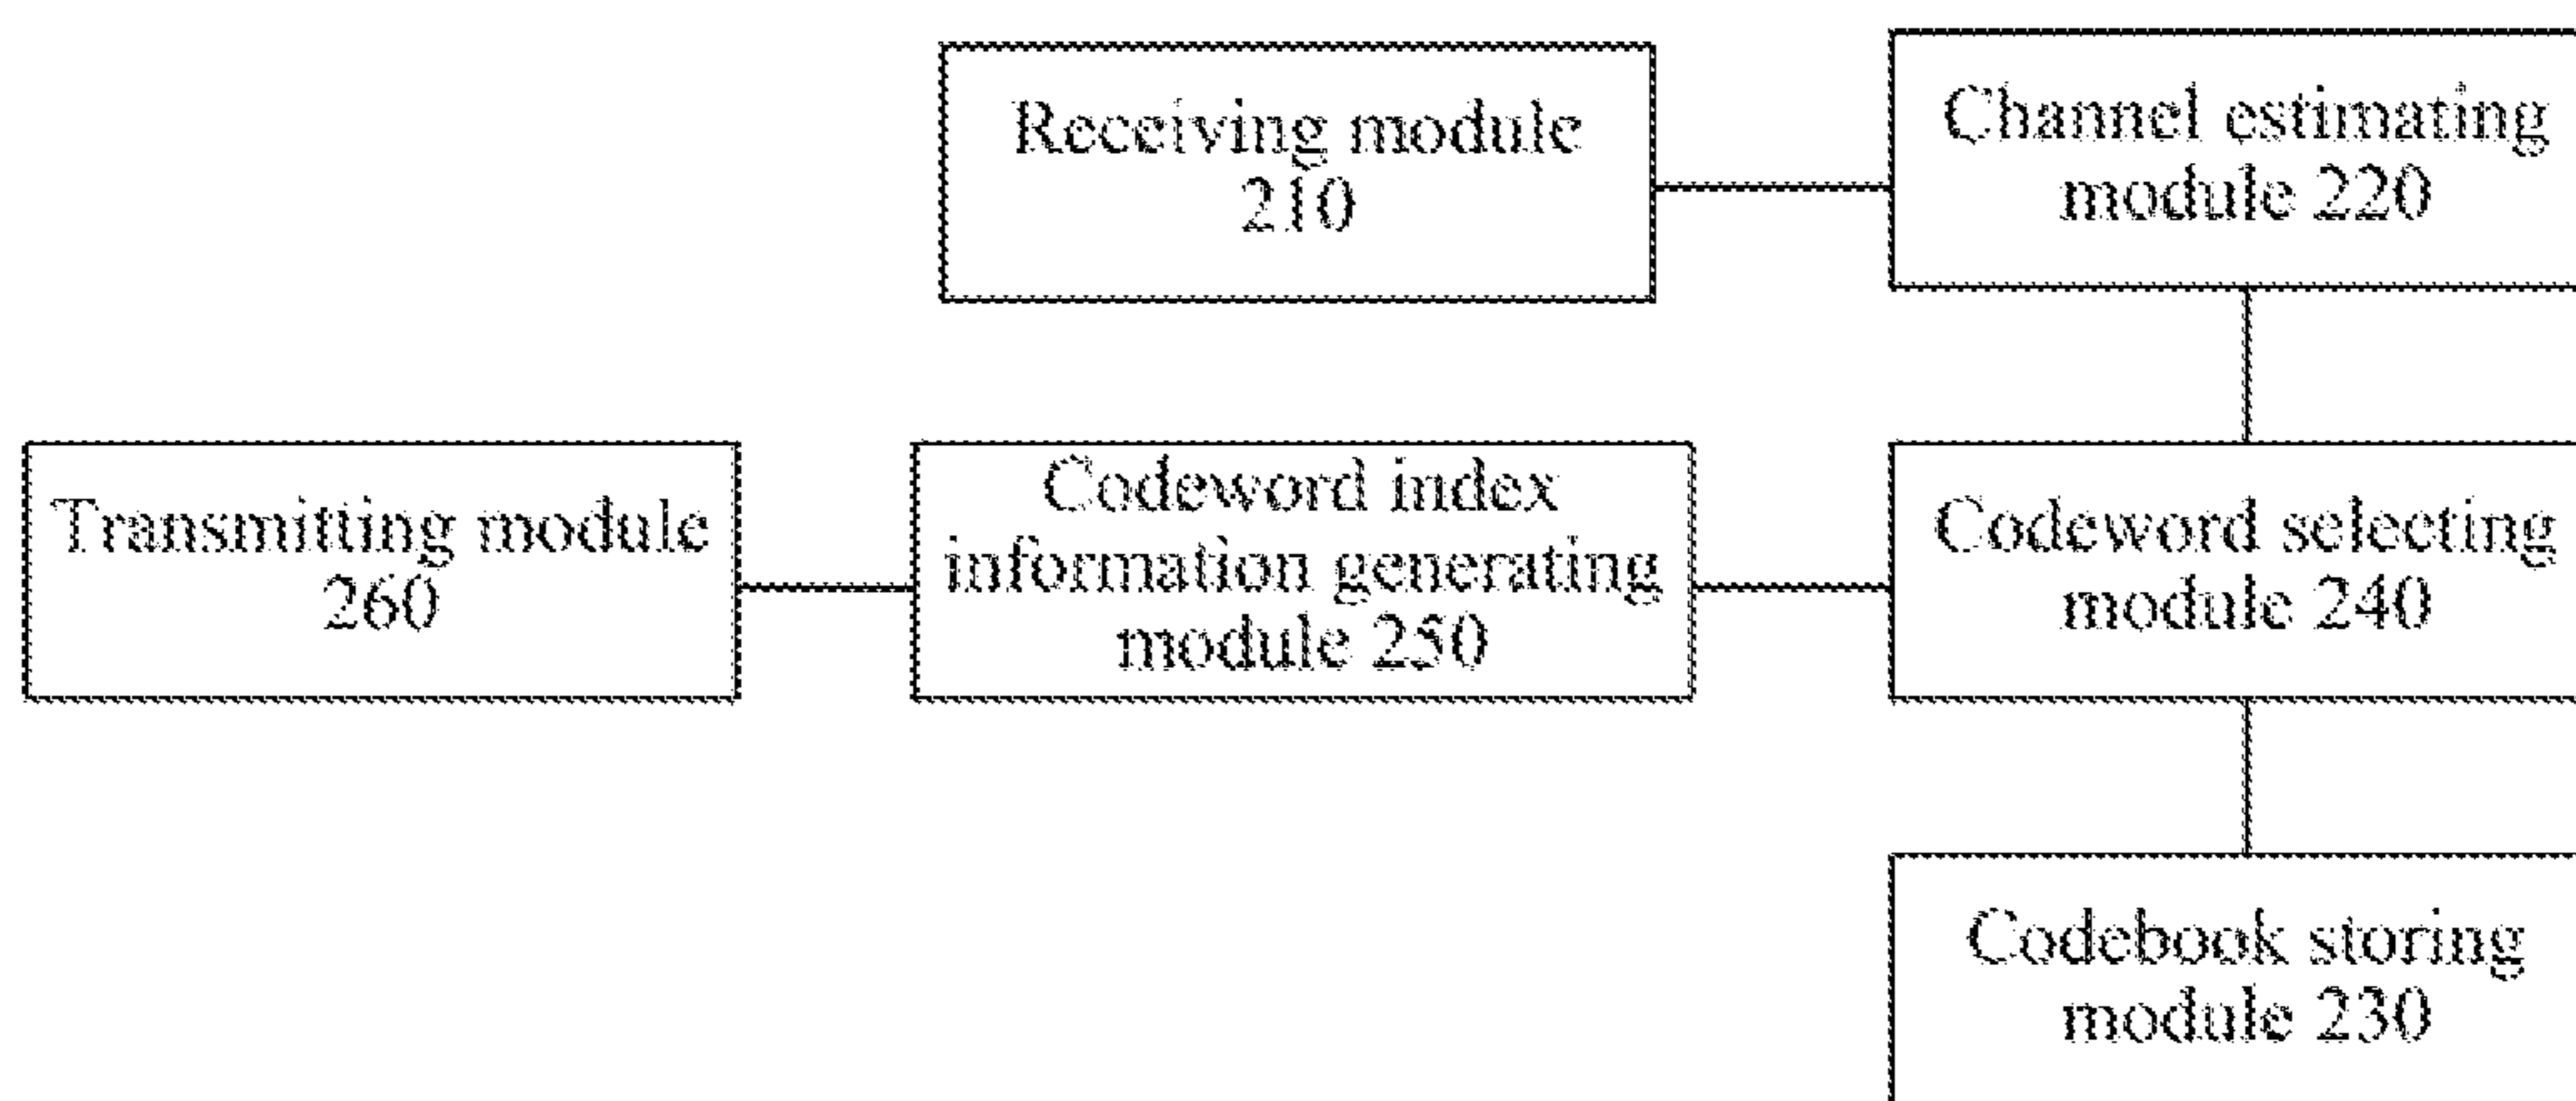 Receiving module
210
Channel estimating
module 220
Transmitting module
260
Codeword index
information generating
module 250
Codeword selecting
module 240
Codebook storing
module 230